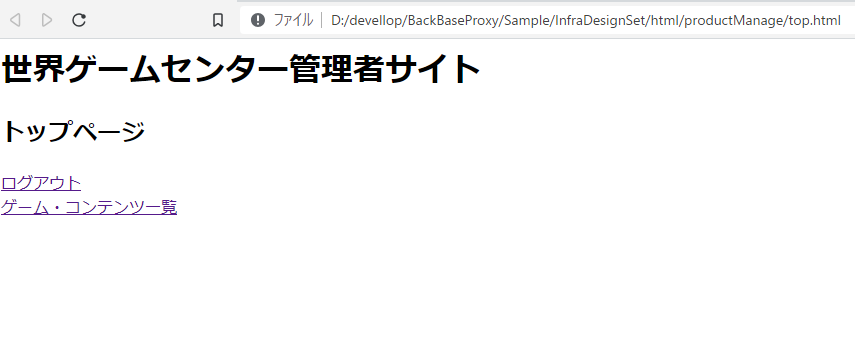 ファイル | D:/devellop/BackBaseProxy/Sample/InfraDesignSet/html/productManage/top.html
世界ゲームセンター管理者サイト
トップページ
ログアウト
ゲーム・コンテンツ一覧